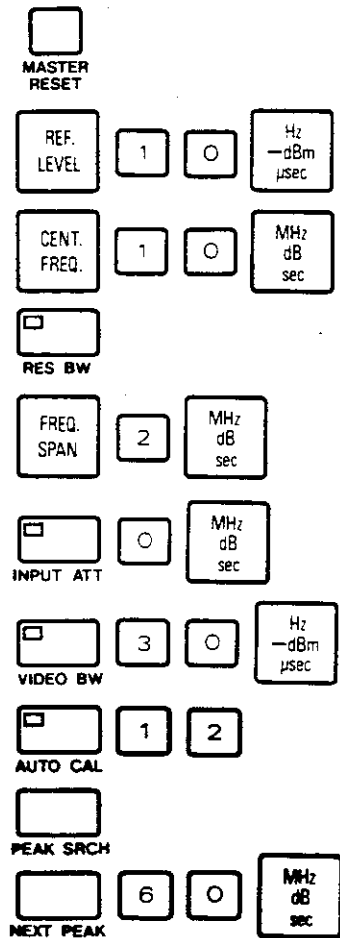 MASTER
RESET
REF.
LEVEL
1
0
Hz
—dBm
µsec
CENT.
FREQ.
1
0
MHz
dB
sec
RES BW
FREQ.
SPAN
2
MHz
dB
sec
INPUT ATT
0
MHz
dB
sec
VIDEO BW
3
0
Hz
—dBm
µsec
AUTO CAL
1
2
PEAK SRCH
NEXT PEAK
6
0
MHz
dB
sec